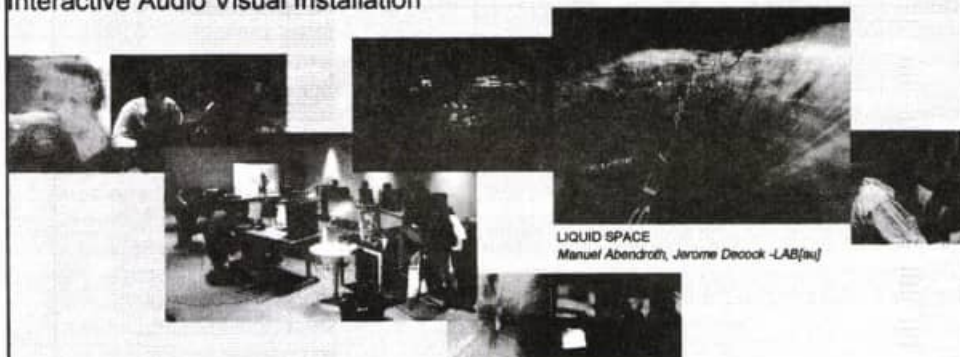 Interactive Audio Visual Installation
LIQUID SPACE
Manuel Abendroth, Jerome Decock -LAB[au]